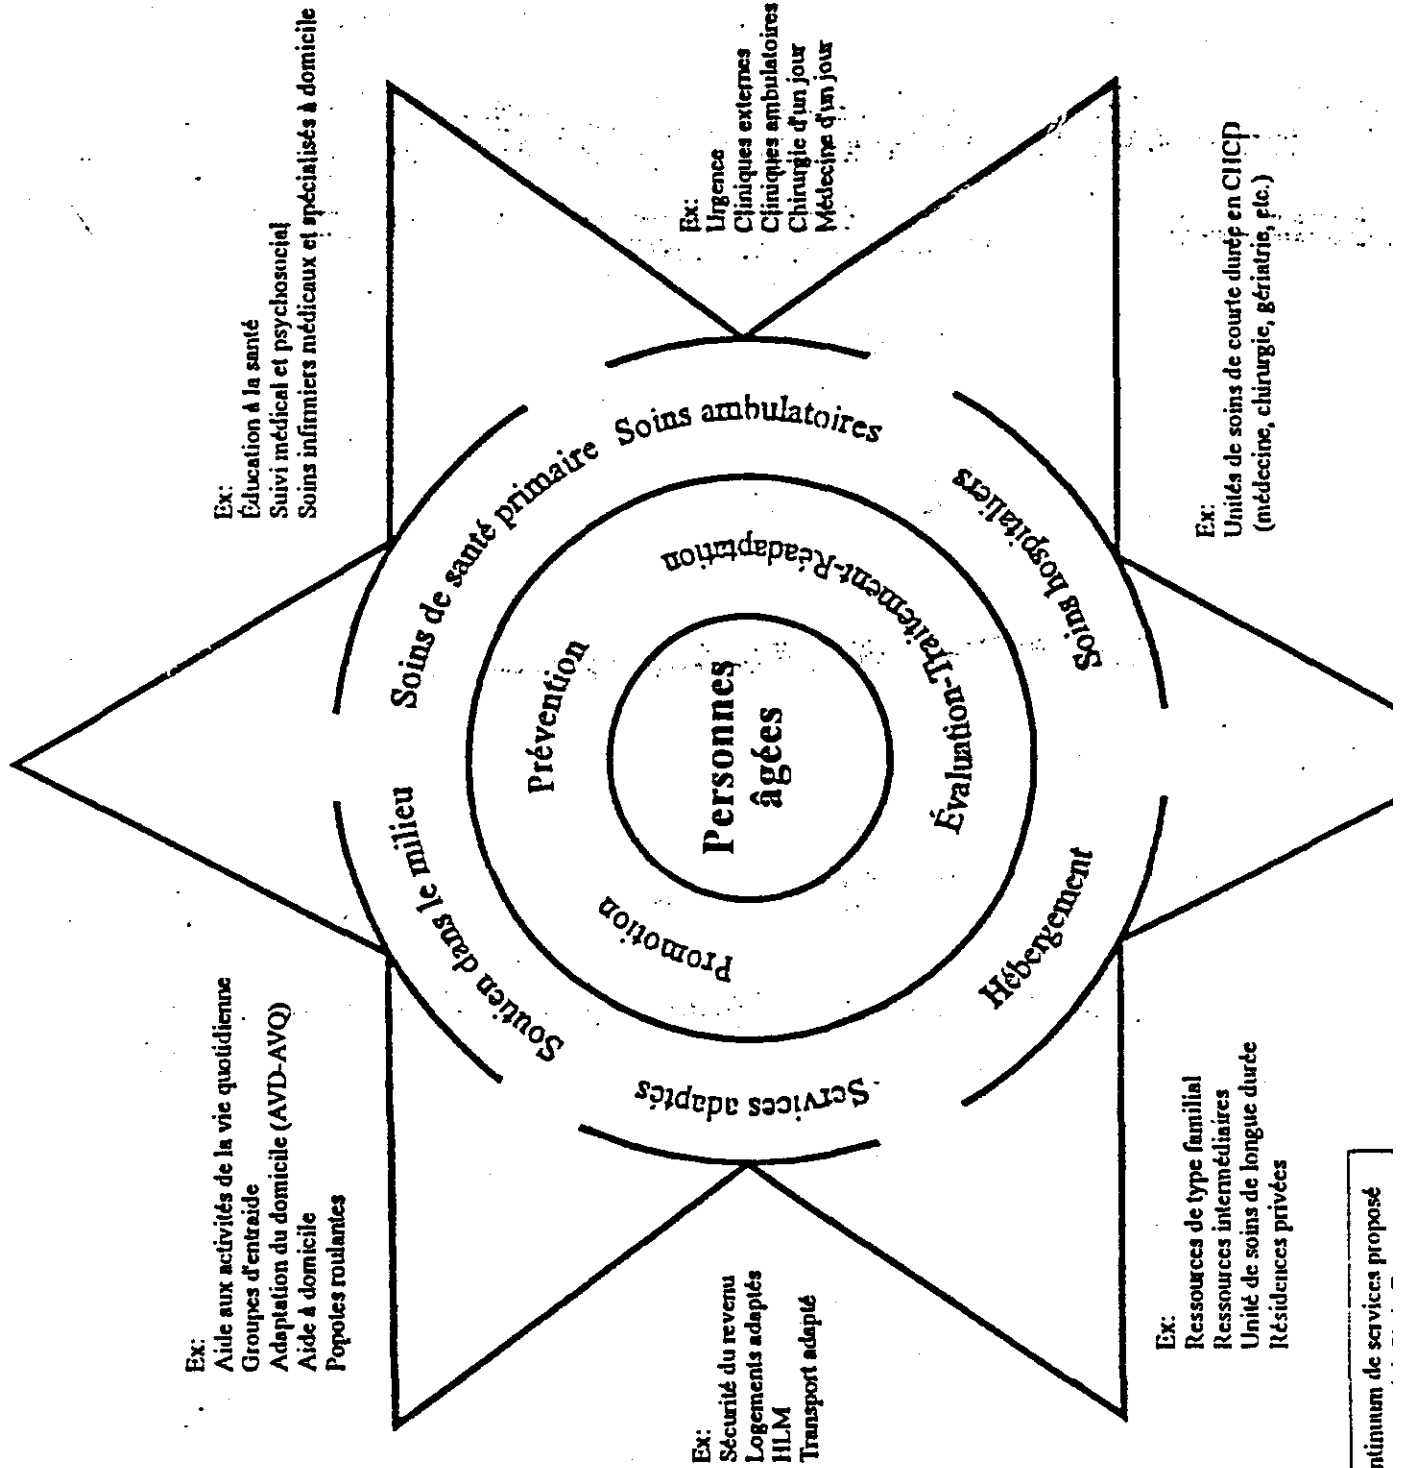 Ex:
Aide aux activités de la vie quotidienne
Groupes d'entraide
Adaptation du domicile (AVD-AVQ)
Aide à domicile
Popotes roulantes
Ex:
Éducation à la santé
Suivi médical et psychosocial
Soins infirmiers médicaux et spécialisés à domicile
Soutien dans le milieu
Soins de santé primaire
Prévention
Promotion
Ex:
Sécurité du revenu
Logements adaptés
HLM
Transport adapté
Services adaptés
Personnes
âgées
Évaluation-Traitement-Réadaptation
Soins ambulatoires
Ex:
Urgence
Cliniques externes
Cliniques ambulatoires
Chirurgie d'un jour
Médecine d'un jour
Hébergement
Soins hospitaliers
Ex:
Ressources de type familial
Ressources intermédiaires
Unité de soins de longue durée
Résidences privées
Ex:
Unités de soins de courte durée en CHCD
(médecine, chirurgie, gériatrie, etc.)
ntinuum de services proposé